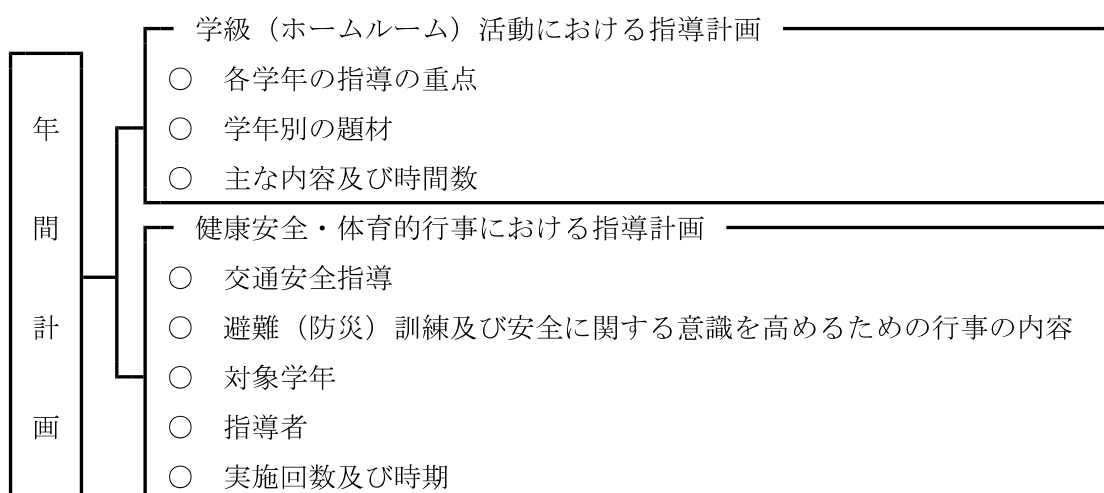 年間計画
学級（ホームルーム）活動における指導計画
○　各学年の指導の重点
○　学年別の題材
○　主な内容及び時間数
健康安全・体育的行事における指導計画
○　交通安全指導
○　避難（防災）訓練及び安全に関する意識を高めるための行事の内容
○　対象学年
○　指導者
○　実施回数及び時期